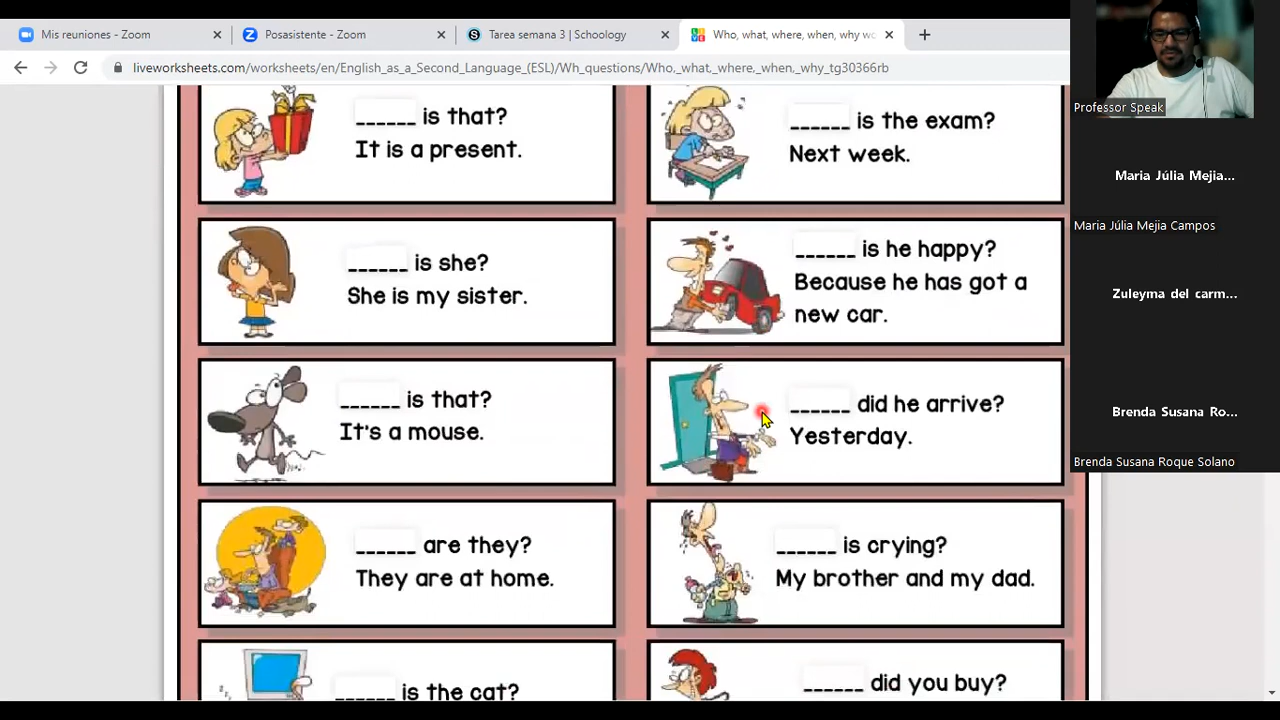 Mis reuniones - Zoom
Posasistente - Zoom
Tarea semana 3 | Schoology
Who, what, where, when, why wo
liveworksheets.com/worksheets/en/English_as_a_Second_Language_(ESL)/Wh_questions/Who,_what,_where,_when,_why_tg30366rb
______ is that?
It is a present.
______ is the exam?
Next week.
______ is she?
She is my sister.
______ is he happy?
Because he has got a
new car.
______ is that?
It's a mouse.
______ did he arrive?
Yesterday.
______ are they?
They are at home.
______ is crying?
My brother and my dad.
______ is the cat?
______ did you buy?
Professor Speak
Maria Júlia Mejia...
Maria Júlia Mejia Campos
Zuleyma del carm...
Brenda Susana Ro...
Brenda Susana Roque Solano